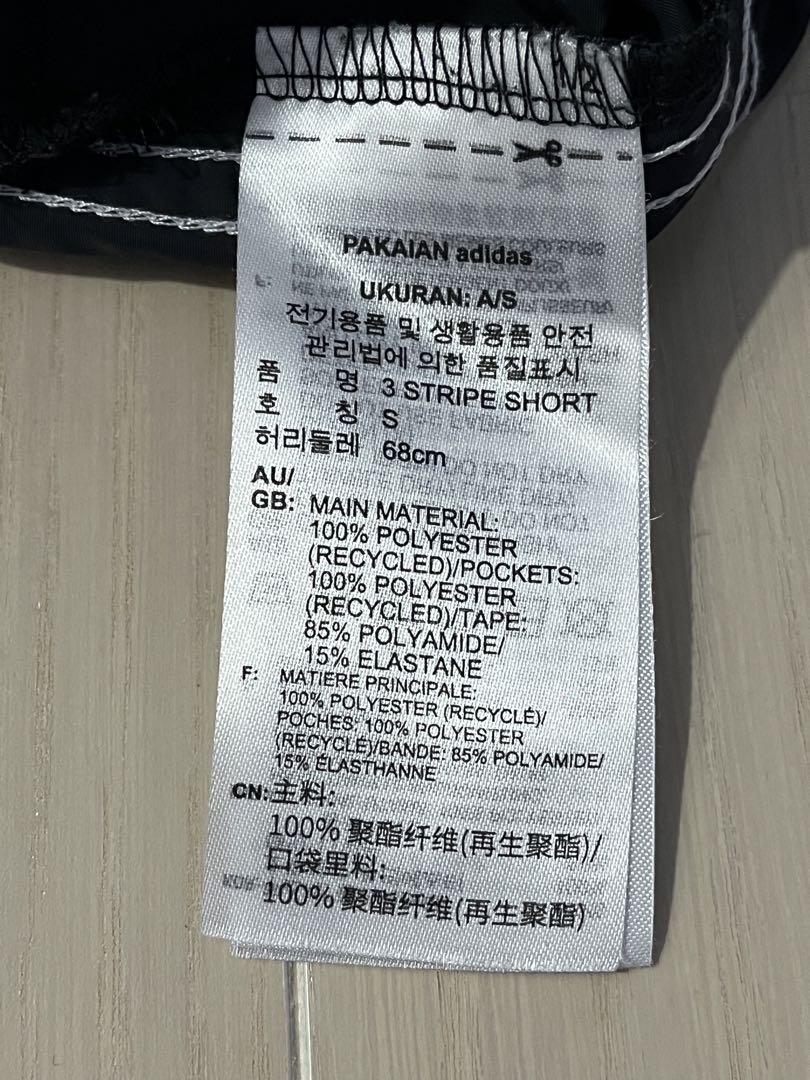 PAKAIAN adidas
UKURAN: A/S
전기용품 및 생활용품 안전
관리법에 의한 품질표시
품 명 3 STRIPE SHORT
호 칭 S
허리둘레 68cm
AU/
GB: MAIN MATERIAL:
100% POLYESTER
(RECYCLED)/POCKETS:
100% POLYESTER
(RECYCLED)/TAPE:
85% POLYAMIDE/
15% ELASTANE
F: MATIERE PRINCIPALE:
100% POLYESTER (RECYCLÉ)/
POCHES: 100% POLYESTER
(RECYCLÉ)/BANDE: 85% POLYAMIDE/
15% ÉLASTHANNE
CN: 主料:
100% 聚酯纤维(再生聚酯)/
口袋里料:
100% 聚酯纤维(再生聚酯)